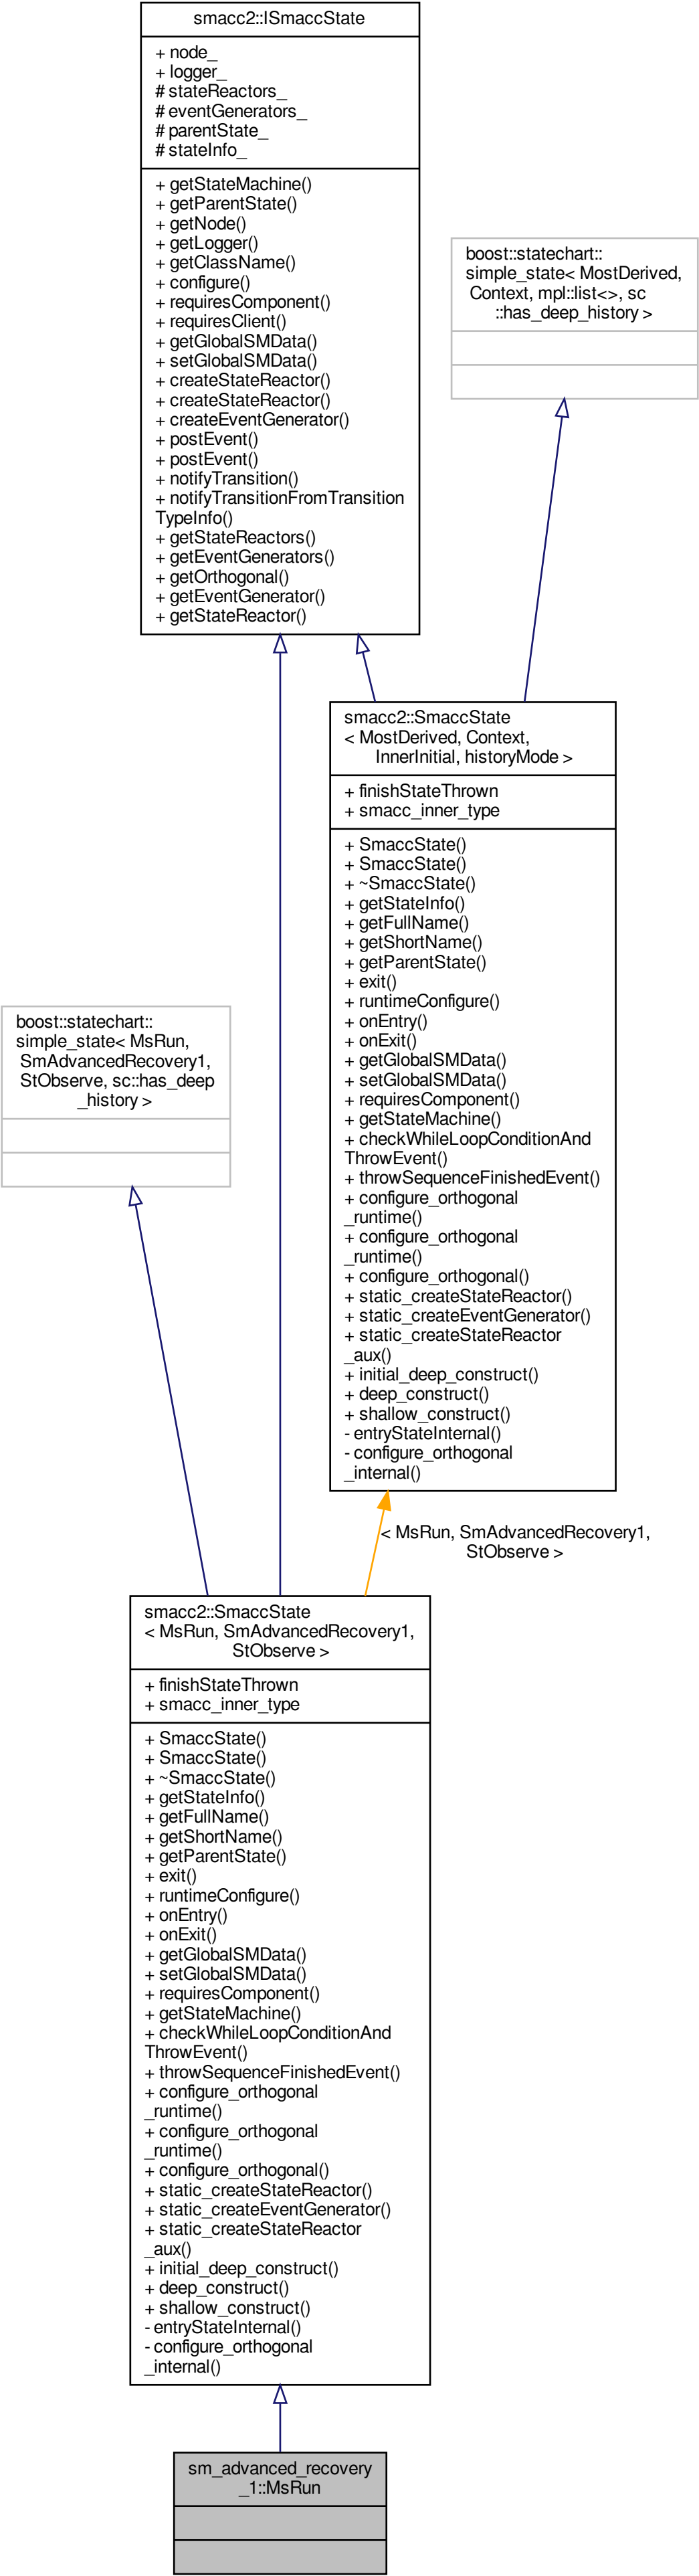 smacc2::ISmaccState
+ node_
+ logger_
# stateReactors_
# eventGenerators_
# parentState_
# stateInfo_
+ getStateMachine()
+ getParentState()
+ getNode()
+ getLogger()
+ getClassName()
+ configure()
+ requiresComponent()
+ requiresClient()
+ getGlobalSMData()
+ setGlobalSMData()
+ createStateReactor()
+ createStateReactor()
+ createEventGenerator()
+ postEvent()
+ postEvent()
+ notifyTransition()
+ notifyTransitionFromTransition
TypeInfo()
+ getStateReactors()
+ getEventGenerators()
+ getOrthogonal()
+ getEventGenerator()
+ getStateReactor()
boost::statechart::
simple_state< MostDerived,
Context, mpl::list<>, sc
::has_deep_history >
smacc2::SmaccState
< MostDerived, Context,
InnerInitial, historyMode >
+ finishStateThrown
+ smacc_inner_type
+ SmaccState()
+ SmaccState()
+ ~SmaccState()
+ getStateInfo()
+ getFullName()
+ getShortName()
+ getParentState()
+ exit()
+ runtimeConfigure()
+ onEntry()
+ onExit()
+ getGlobalSMData()
+ setGlobalSMData()
+ requiresComponent()
+ getStateMachine()
+ checkWhileLoopConditionAnd
ThrowEvent()
+ throwSequenceFinishedEvent()
+ configure_orthogonal
_runtime()
+ configure_orthogonal
_runtime()
+ configure_orthogonal()
+ static_createStateReactor()
+ static_createEventGenerator()
+ static_createStateReactor
_aux()
+ initial_deep_construct()
+ deep_construct()
+ shallow_construct()
- entryStateInternal()
- configure_orthogonal
_internal()
boost::statechart::
simple_state< MsRun,
SmAdvancedRecovery1,
StObserve, sc::has_deep
_history >
< MsRun, SmAdvancedRecovery1,
StObserve >
smacc2::SmaccState
< MsRun, SmAdvancedRecovery1,
StObserve >
+ finishStateThrown
+ smacc_inner_type
+ SmaccState()
+ SmaccState()
+ ~SmaccState()
+ getStateInfo()
+ getFullName()
+ getShortName()
+ getParentState()
+ exit()
+ runtimeConfigure()
+ onEntry()
+ onExit()
+ getGlobalSMData()
+ setGlobalSMData()
+ requiresComponent()
+ getStateMachine()
+ checkWhileLoopConditionAnd
ThrowEvent()
+ throwSequenceFinishedEvent()
+ configure_orthogonal
_runtime()
+ configure_orthogonal
_runtime()
+ configure_orthogonal()
+ static_createStateReactor()
+ static_createEventGenerator()
+ static_createStateReactor
_aux()
+ initial_deep_construct()
+ deep_construct()
+ shallow_construct()
- entryStateInternal()
- configure_orthogonal
_internal()
sm_advanced_recovery
_1::MsRun